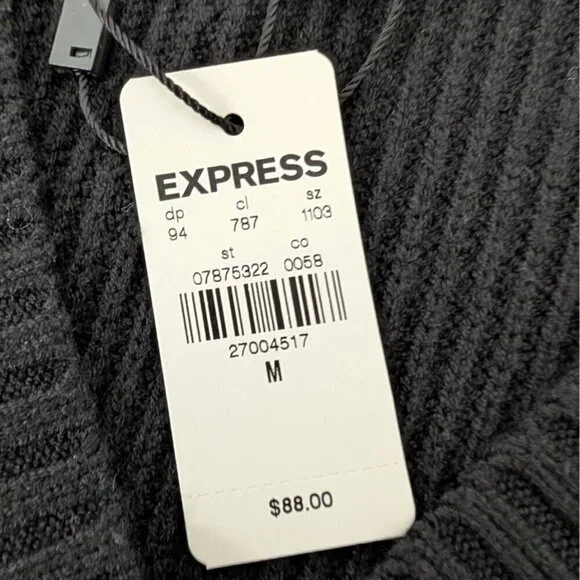 EXPRESS
dp cl sz
94 787 1103
st co
07875322 0058
27004517
M
$88.00